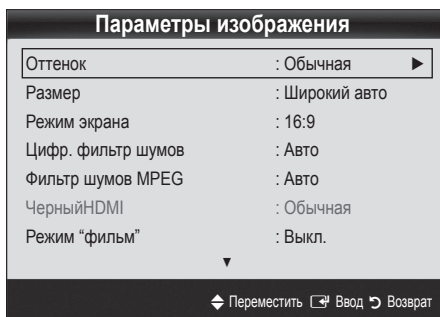 Параметры изображения
Оттенок : Обычная ▶
Размер : Широкий авто
Режим экрана : 16:9
Цифр. фильтр шумов : Авто
Фильтр шумов MPEG : Авто
ЧерныйHDMI : Обычная
Режим “фильм” : Выкл.
▼
Переместить Ввод Возврат